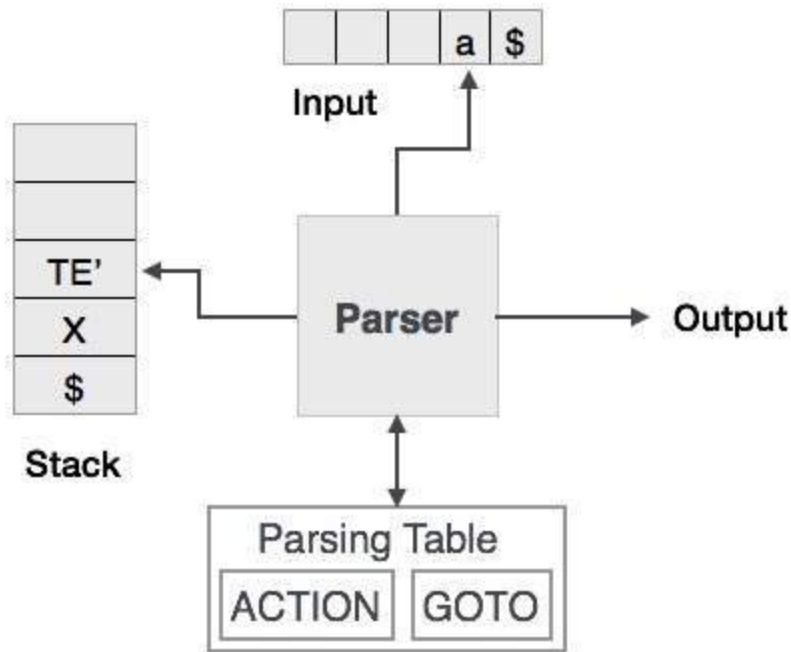 a $
Input
TE’
X
$
Stack
Parser
Output
Parsing Table
ACTION GOTO